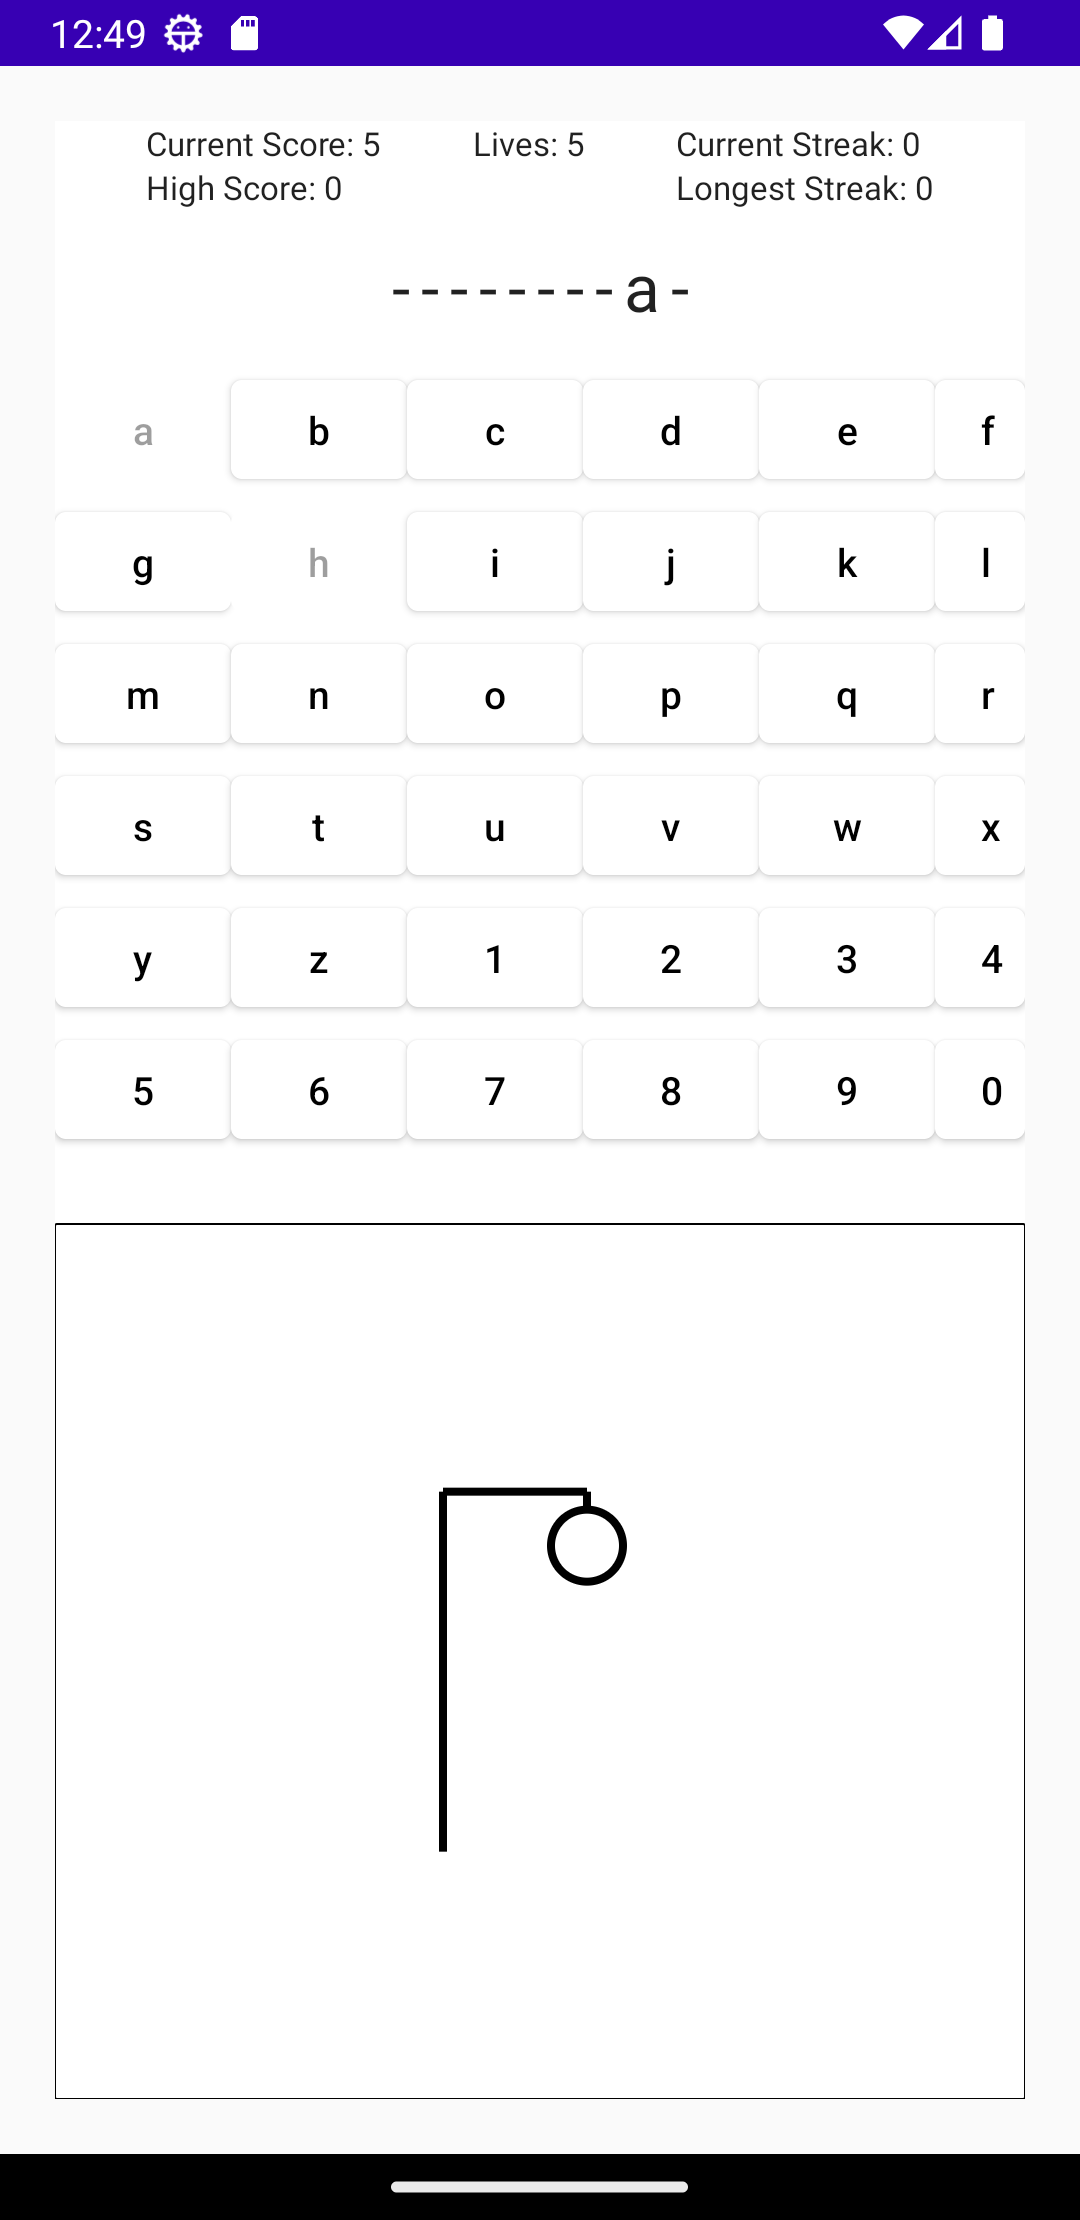 12:49
Current Score: 5 Lives: 5 Current Streak: 0
High Score: 0 Longest Streak: 0
--------a-
a b c d e f
g h i j k l
m n o p q r
s t u v w x
y z 1 2 3 4
5 6 7 8 9 0